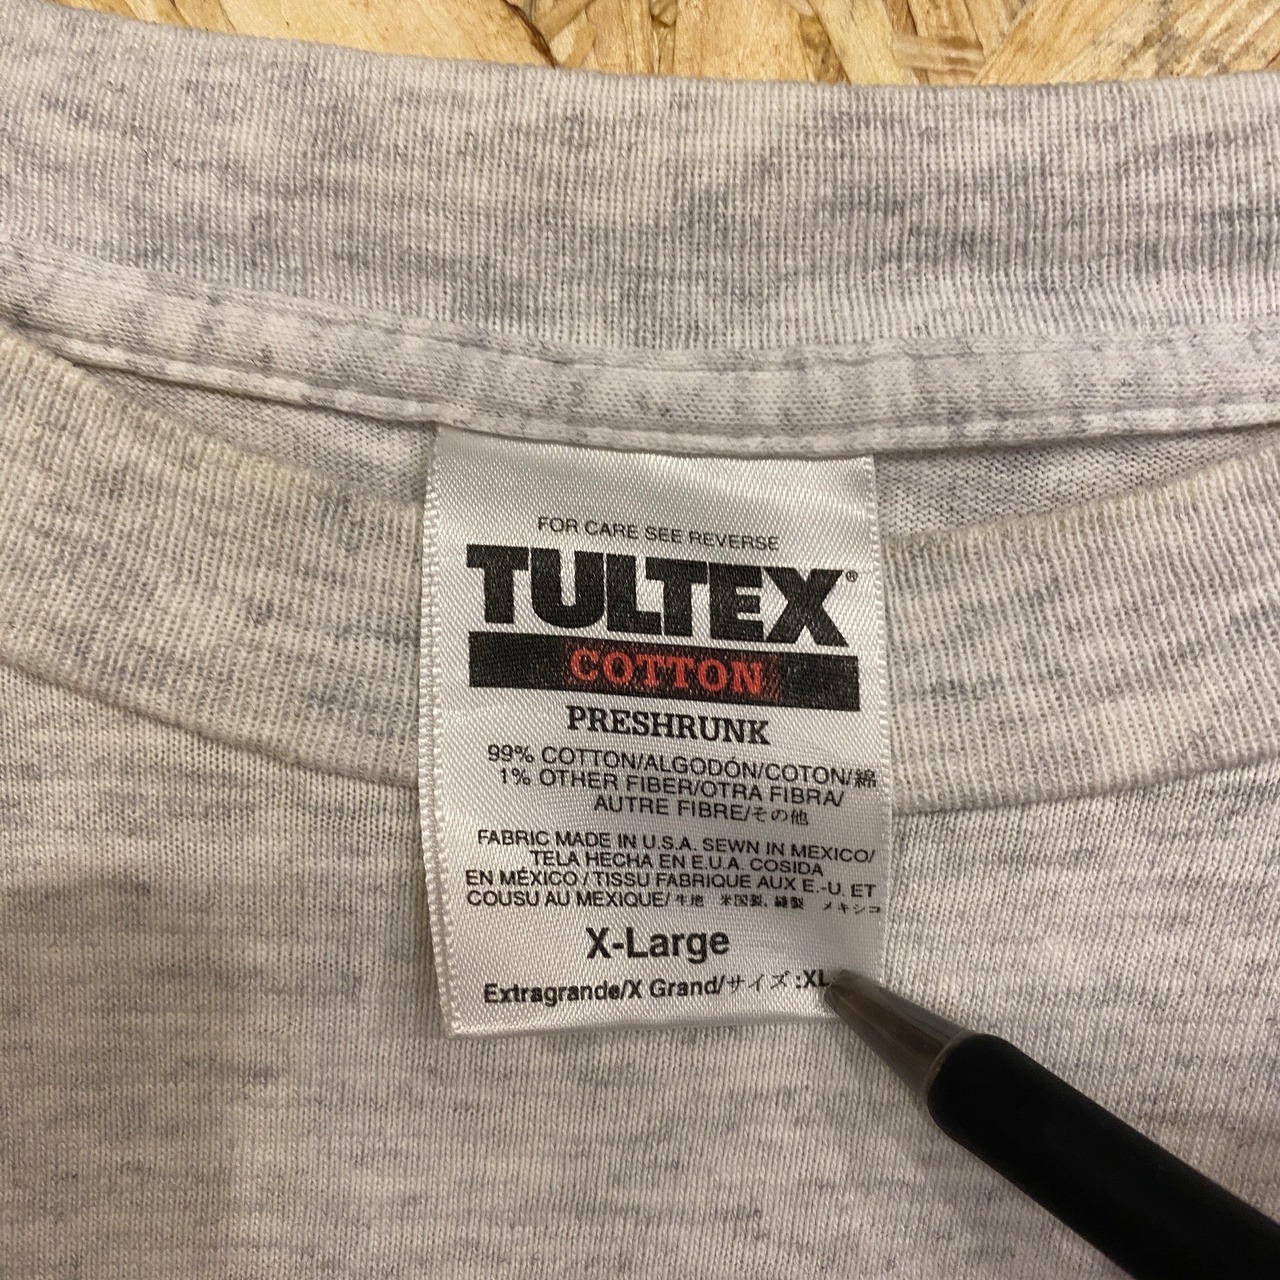 FOR CARE SEE REVERSE
TULTEX®
COTTON
PRESHRUNK
99% COTTON/ALGODÓN/COTON/綿
1% OTHER FIBER/OTRA FIBRA/
AUTRE FIBRE/その他
FABRIC MADE IN U.S.A. SEWN IN MEXICO/
TELA HECHA EN E.U.A. COSIDA
EN MÉXICO / TISSU FABRIQUE AUX E.-U. ET
COUSU AU MEXIQUE/ 生地 米国製, 縫製 メキシコ
X-Large
Extragrande/X Grand/サイズ :XL